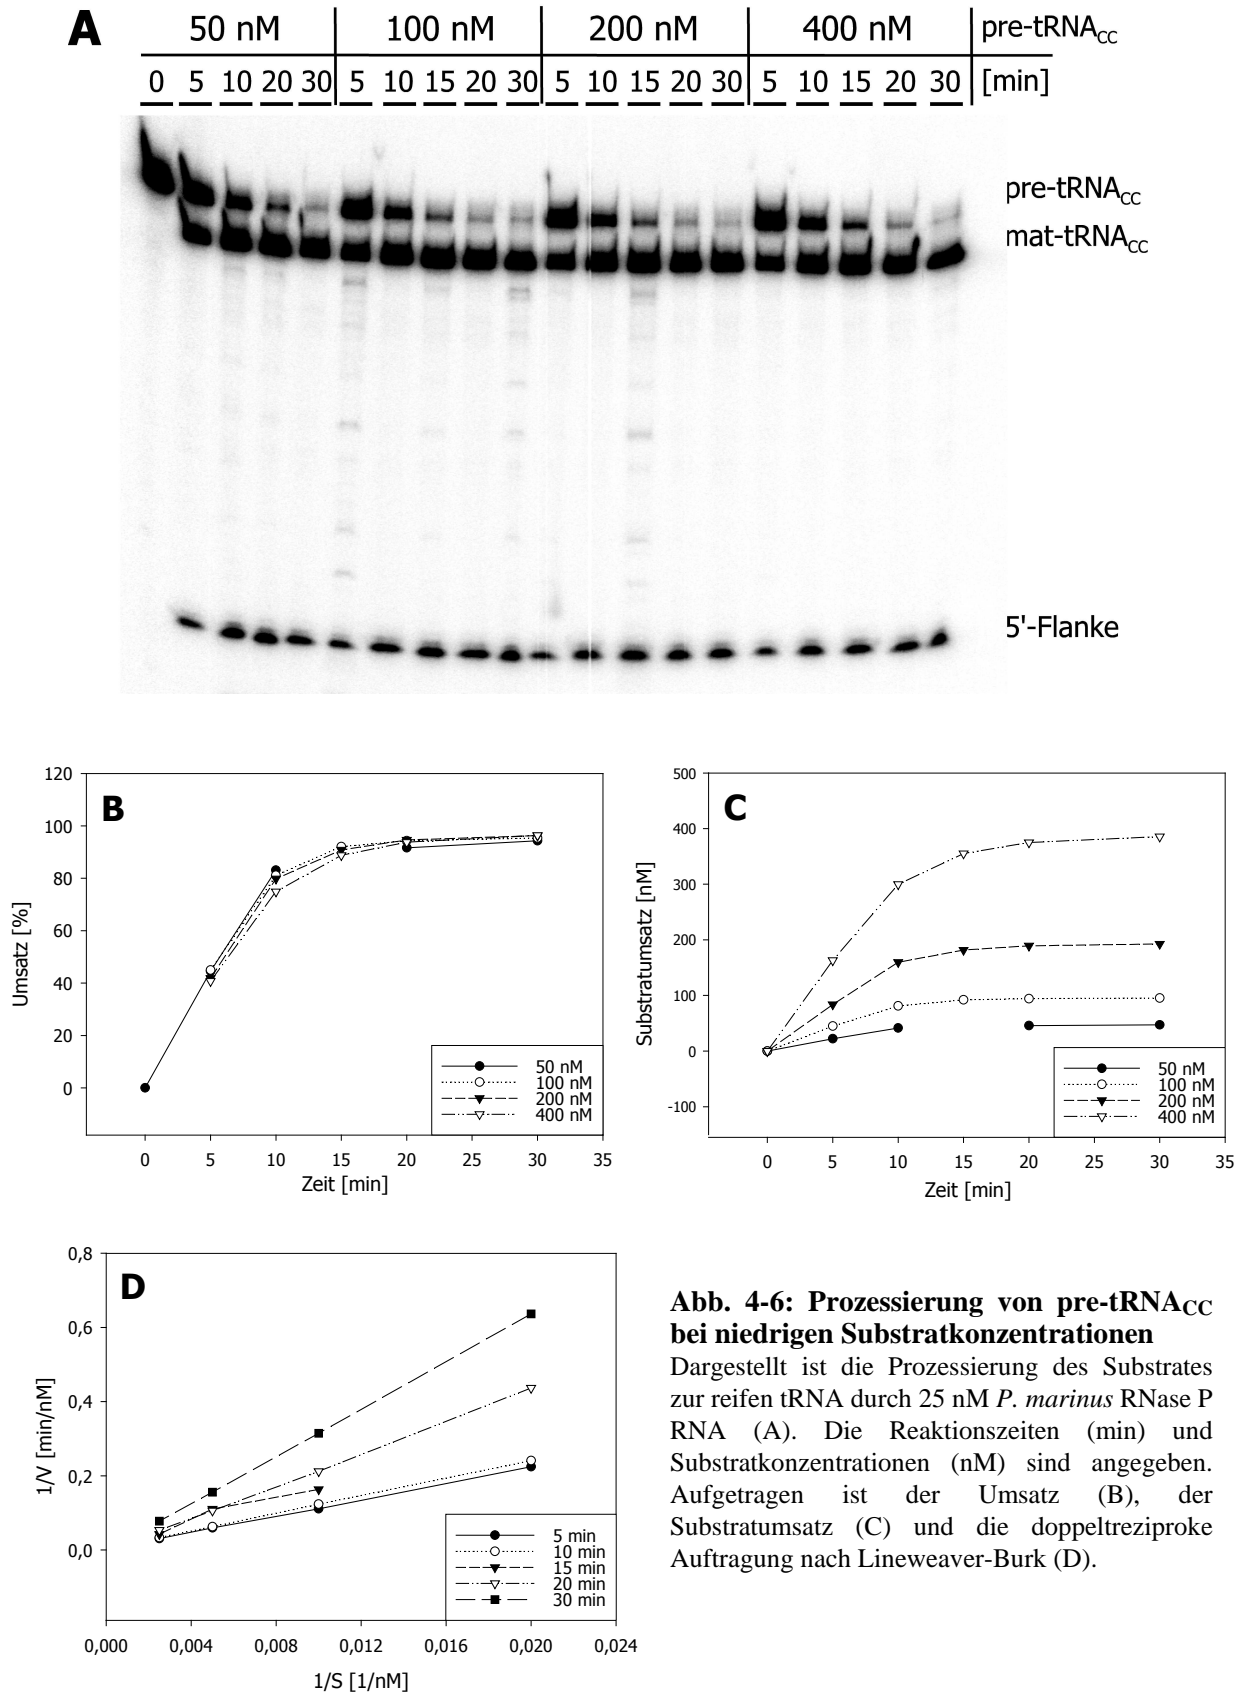 A
50 nM 100 nM 200 nM 400 nM pre-tRNACC
0 5 10 20 30 5 10 15 20 30 5 10 15 20 30 5 10 15 20 30 [min]
pre-tRNACC
mat-tRNACC
5'-Flanke
B
Umsatz [%]
120
100
80
60
40
20
0
0 5 10 15 20 25 30 35
Zeit [min]
50 nM
100 nM
200 nM
400 nM
C
Substratumsatz [nM]
500
400
300
200
100
0
-100
0 5 10 15 20 25 30 35
Zeit [min]
50 nM
100 nM
200 nM
400 nM
D
1/V [min/nM]
0,8
0,6
0,4
0,2
0,0
0,000 0,004 0,008 0,012 0,016 0,020 0,024
1/S [1/nM]
5 min
10 min
15 min
20 min
30 min
Abb. 4-6: Prozessierung von pre-tRNACC
bei niedrigen Substratkonzentrationen
Dargestellt ist die Prozessierung des Substrates
zur reifen tRNA durch 25 nM P. marinus RNase P
RNA (A). Die Reaktionszeiten (min) und
Substratkonzentrationen (nM) sind angegeben.
Aufgetragen ist der Umsatz (B), der
Substratumsatz (C) und die doppeltreziproke
Auftragung nach Lineweaver-Burk (D).